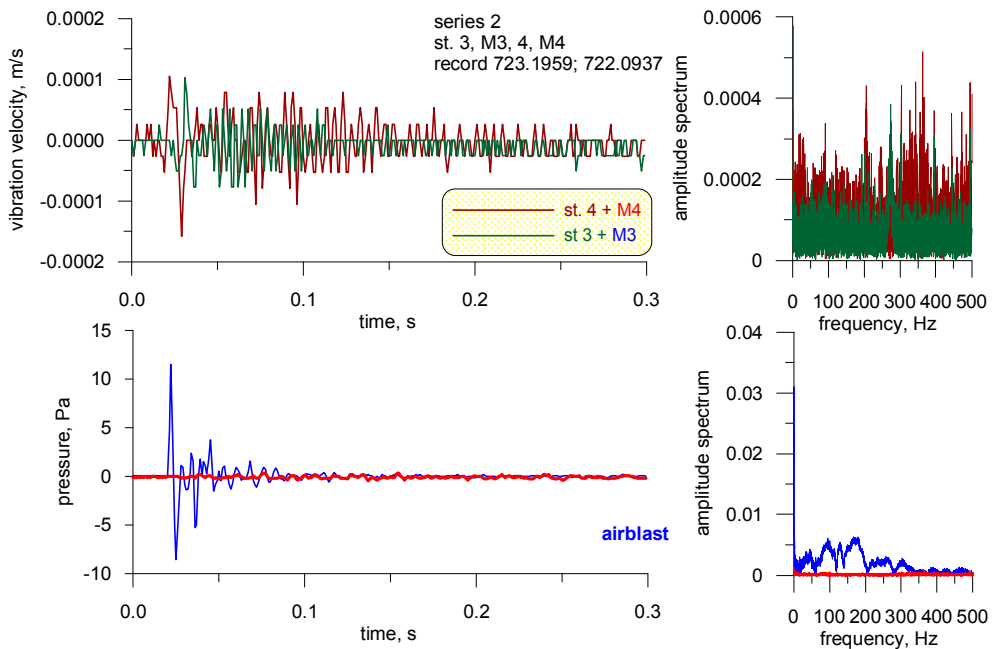 series 2
st. 3, M3, 4, M4
record 723.1959; 722.0937
vibration velocity, m/s
0.0002
0.0001
0.0000
-0.0001
-0.0002
st. 4 + M4
st 3 + M3
0.0 0.1 0.2 0.3
time, s
amplitude spectrum
0.0006
0.0004
0.0002
0
0 100 200 300 400 500
frequency, Hz
pressure, Pa
15
10
5
0
-5
-10
airblast
0.0 0.1 0.2 0.3
time, s
amplitude spectrum
0.04
0.03
0.02
0.01
0
0 100 200 300 400 500
frequency, Hz